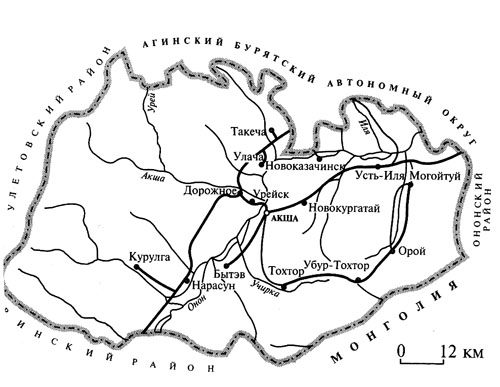 АГИНСКИЙ БУРЯТСКИЙ АВТОНОМНЫЙ ОКРУГ
УЛЕТОВСКИЙ РАЙОН
Урей
Такеча
Иля
Улача
Новоказачинск
Усть-Иля
Могойтуй
Акша
Дорожное
Урейск
АКША
Новокургатай
ОНОНСКИЙ
РАЙОН
Курулга
Нарасун
Бытэв
Тохтор
Убур-Тохтор
Орой
Учирка
Онон
МОНГОЛИЯ
РИНСКИЙ РАЙОН
0 12 КМ